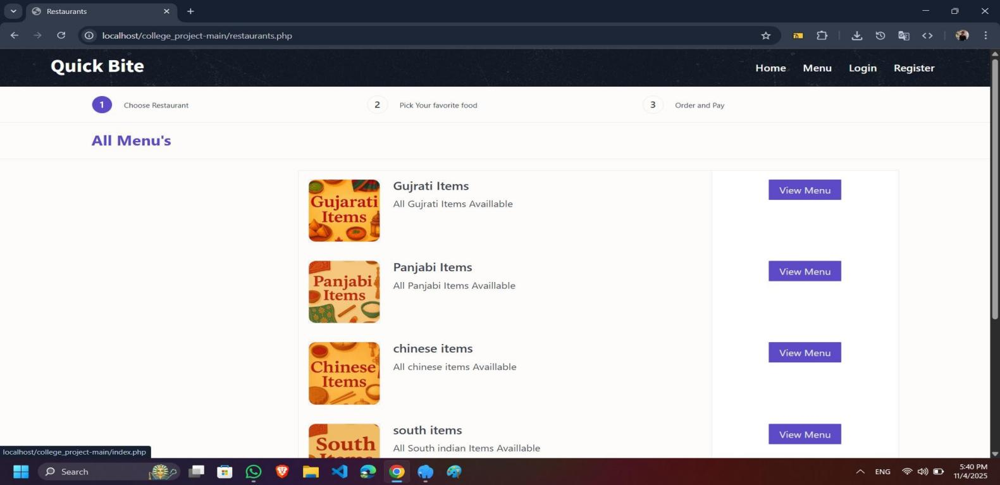 Restaurants
localhost/college_project-main/restaurants.php
Quick Bite
Home Menu Login Register
1 Choose Restaurant 2 Pick Your favorite food 3 Order and Pay
All Menu's
Gujarati
Items
Gujrati Items
All Gujrati Items Availlable
View Menu
Panjabi
Items
Panjabi Items
All Panjabi Items Availlable
View Menu
Chinese
Items
chinese items
All chinese items Availlable
View Menu
South
Items
south items
All South indian Items Availlable
View Menu
localhost/college_project-main/index.php
Search
ENG
5:40 PM
11/4/2025